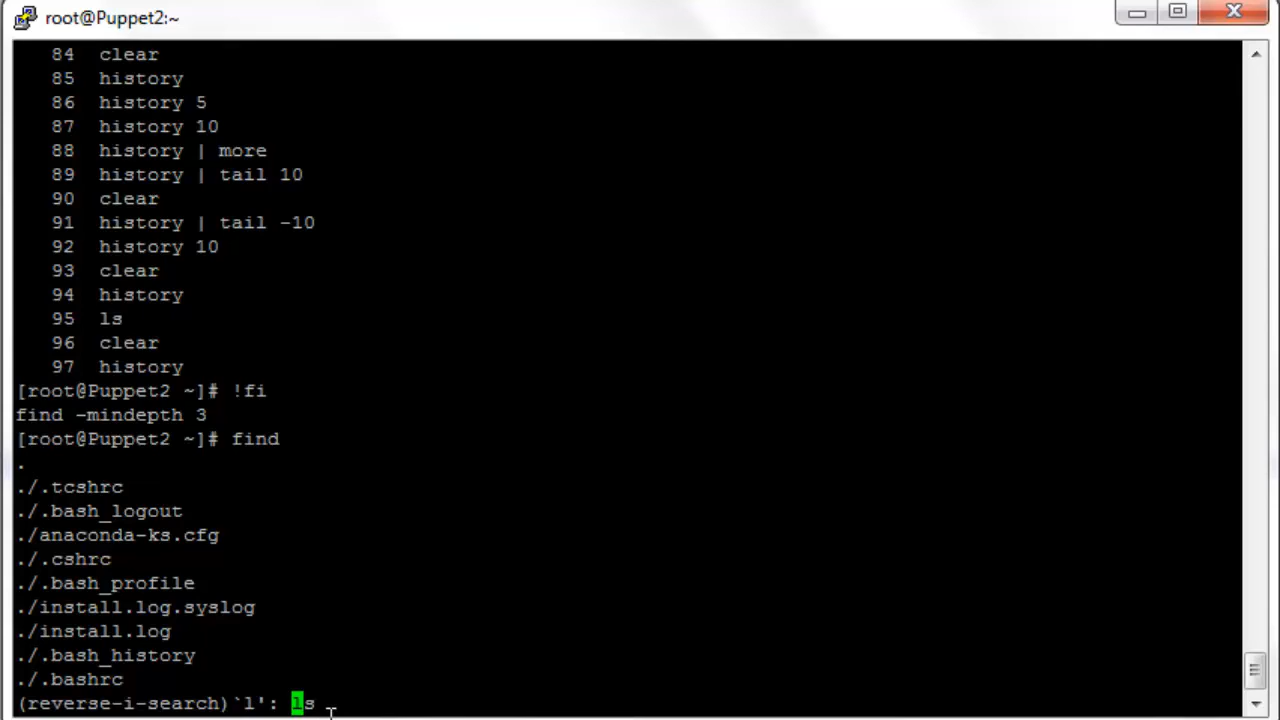 root@Puppet2:~
84 clear
85 history
86 history 5
87 history 10
88 history | more
89 history | tail 10
90 clear
91 history | tail -10
92 history 10
93 clear
94 history
95 ls
96 clear
97 history
[root@Puppet2 ~]# !fi
find -mindepth 3
[root@Puppet2 ~]# find
.
./.tcshrc
./.bash_logout
./anaconda-ks.cfg
./.cshrc
./.bash_profile
./install.log.syslog
./install.log
./.bash_history
./.bashrc
(reverse-i-search)`l': ls